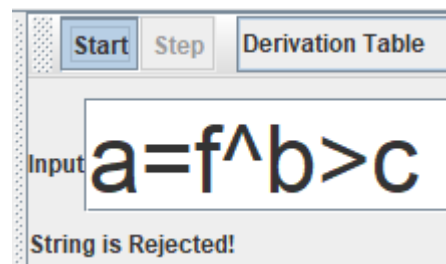 Start Step Derivation Table
Input a=f^b>c
String is Rejected!